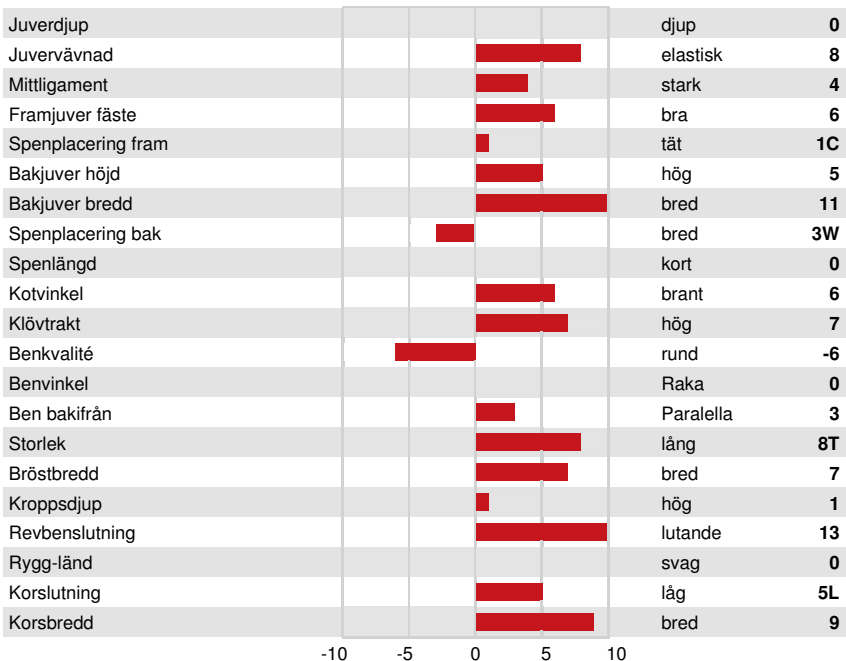 Juverdjup djup 0
Juvervävnad elastisk 8
Mittligament stark 4
Framjuver fäste bra 6
Spenplacering fram tät 1C
Bakjuver höjd hög 5
Bakjuver bredd bred 11
Spenplacering bak bred 3W
Spenlängd kort 0
Kotvinkel brant 6
Klövtrakt hög 7
Benkvalité rund -6
Benvinkel Raka 0
Ben bakifrån Paralella 3
Storlek lång 8T
Bröstbredd bred 7
Kroppsdjup hög 1
Revbenslutning lutande 13
Rygg-länd svag 0
Korslutning låg 5L
Korsbredd bred 9
-10 -5 0 5 10